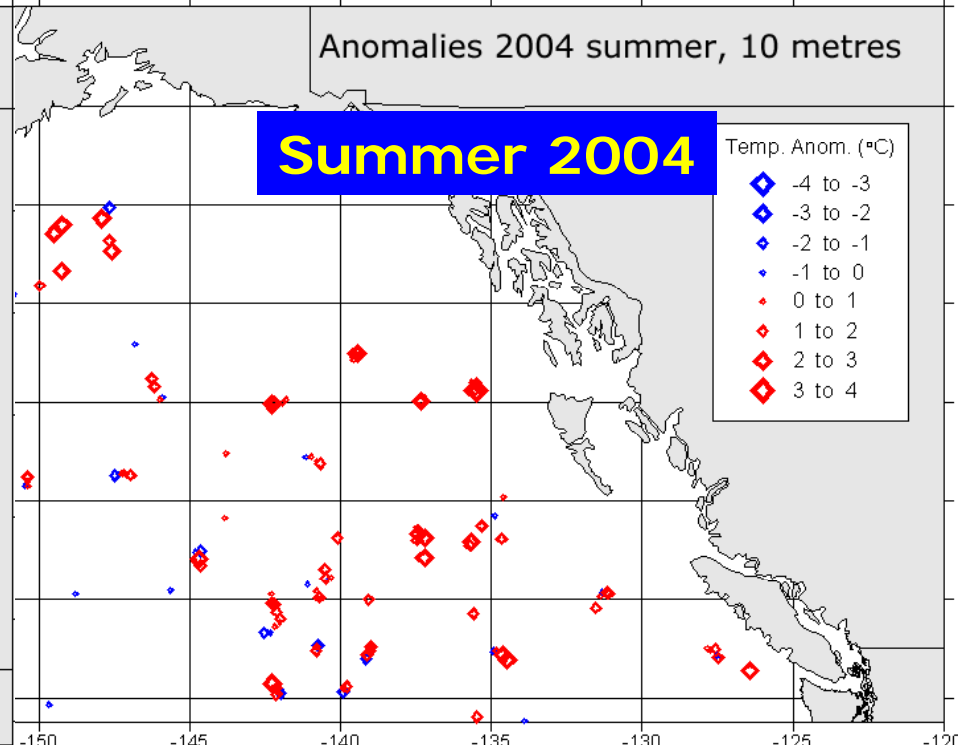 Anomalies 2004 summer, 10 metres
Summer 2004
Temp. Anom. (°C)
-4 to -3
-3 to -2
-2 to -1
-1 to 0
0 to 1
1 to 2
2 to 3
3 to 4
-150 -145 -140 -135 -130 -125 -120